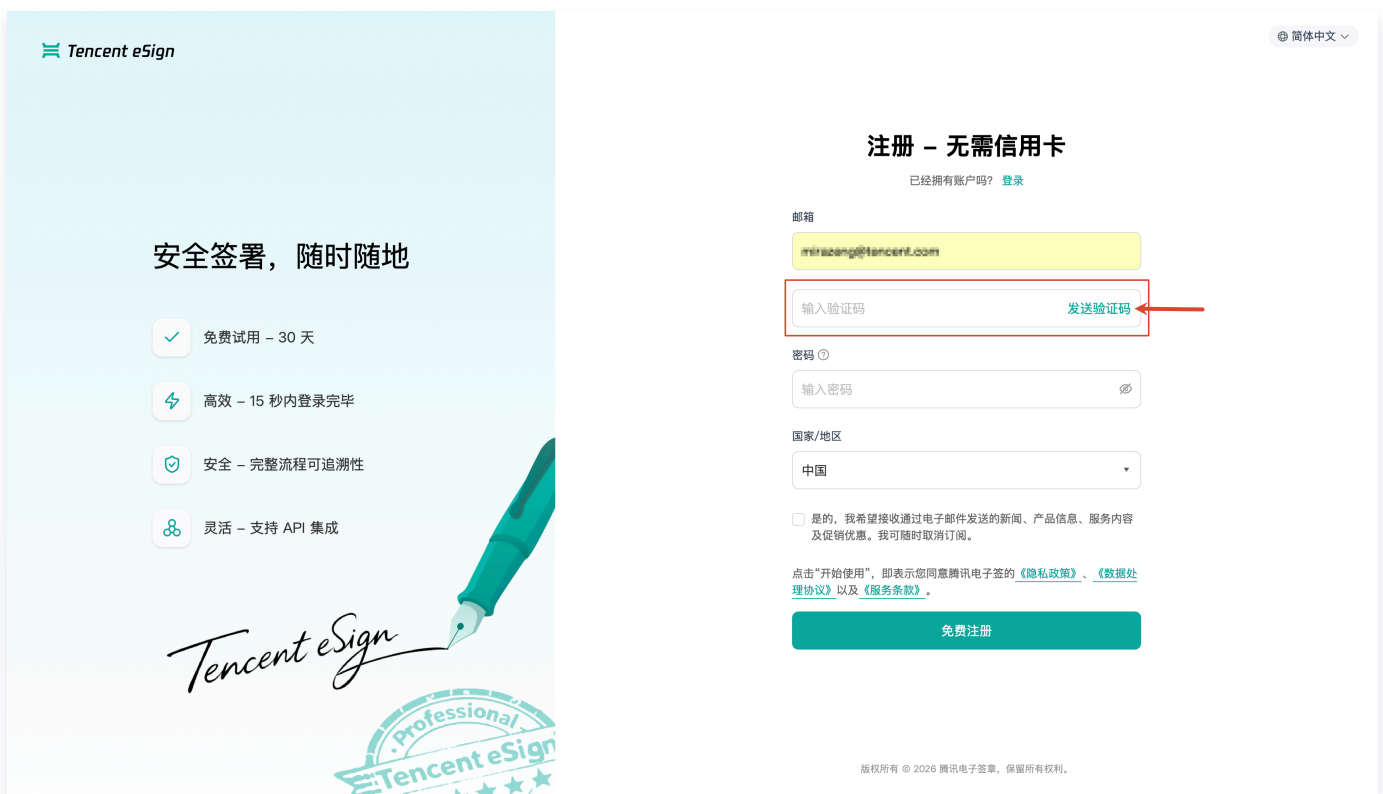 Tencent eSign
简体中文
安全签署，随时随地
免费试用 – 30 天
高效 – 15 秒内登录完毕
安全 – 完整流程可追溯性
灵活 – 支持 API 集成
Tencent eSign
Professional
Tencent eSign
注册 – 无需信用卡
已经拥有账户吗？ 登录
邮箱
输入验证码 发送验证码
密码
输入密码
国家/地区
中国
是的，我希望接收通过电子邮件发送的新闻、产品信息、服务内容
及促销优惠。我可随时取消订阅。
点击“开始使用”，即表示您同意腾讯电子签的《隐私政策》、《数据处
理协议》以及《服务条款》。
免费注册
版权所有 © 2026 腾讯电子签章，保留所有权利。